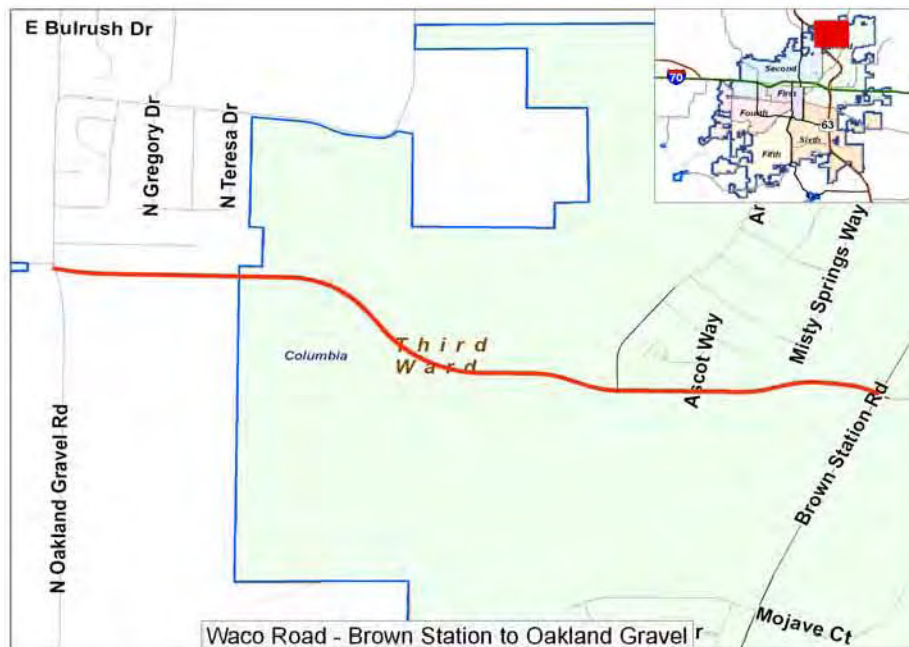 E Bulrush Dr
N Gregory Dr
N Teresa Dr
70
Second
First
Fourth
63
Sixth
Fifth
Ar
Misty Springs Way
Ascot Way
Third
Ward
Columbia
N Oakland Gravel Rd
Brown Station Rd
Mojave Ct
r
Waco Road - Brown Station to Oakland Gravel